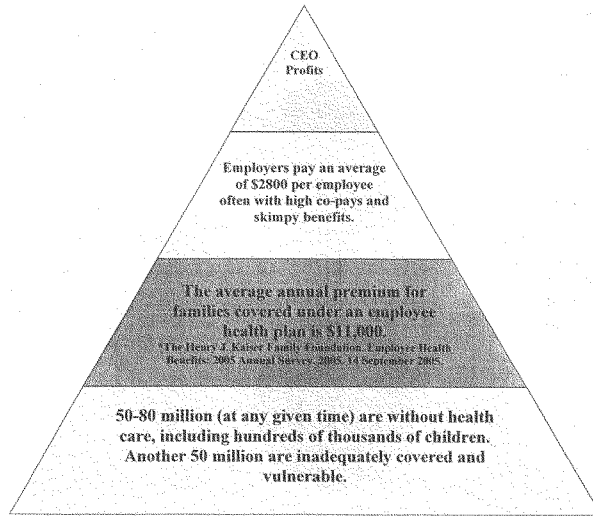 CEO
Profits
Employers pay an average
of $2800 per employee
often with high co-pays and
skimpy benefits.
The average annual premium for
families covered under an employee
health plan is $11,000.
*The Henry J. Kaiser Family Foundation. Employee Health
Benefits: 2005 Annual Survey. 2005. 14 September 2005.
50-80 million (at any given time) are without health
care, including hundreds of thousands of children.
Another 50 million are inadequately covered and
vulnerable.